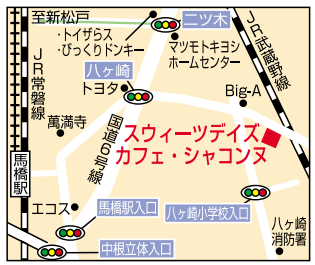 至新松戸
・トイザらス
・びっくりドンキー
二ツ木
マツモトキヨシ
ホームセンター
JR武蔵野線
JR常磐線
八ヶ崎
トヨタ
Big-A
萬満寺
国道6号線
スウィーツデイズ
カフェ・シャコンヌ
馬橋駅
エコス
馬橋駅入口
八ヶ崎小学校入口
中根立体入口
八ヶ崎
消防署